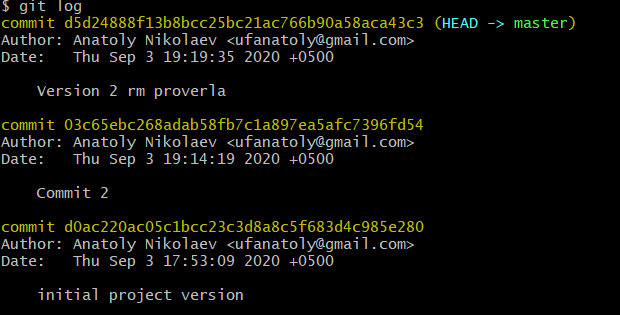 $ git log
commit d5d24888f13b8bcc25bc21ac766b90a58aca43c3 (HEAD -> master)
Author: Anatoly Nikolaev <ufanatoly@gmail.com>
Date:   Thu Sep 3 19:19:35 2020 +0500
    Version 2 rm proverla
commit 03c65ebc268adab58fb7c1a897ea5afc7396fd54
Author: Anatoly Nikolaev <ufanatoly@gmail.com>
Date:   Thu Sep 3 19:14:19 2020 +0500
    Commit 2
commit d0ac220ac05c1bcc23c3d8a8c5f683d4c985e280
Author: Anatoly Nikolaev <ufanatoly@gmail.com>
Date:   Thu Sep 3 17:53:09 2020 +0500
    initial project version